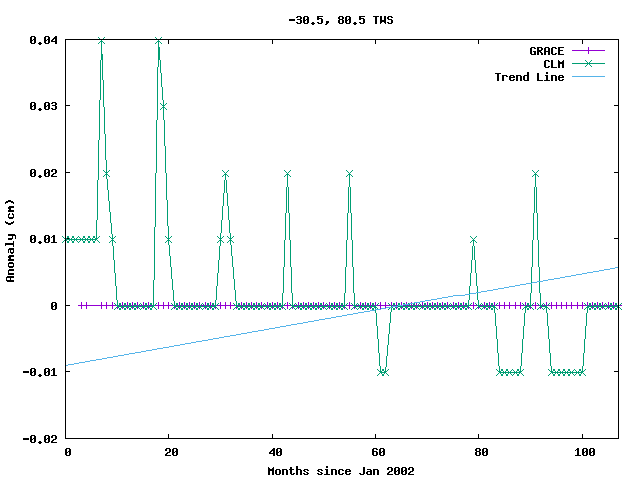 -30.5, 80.5 TWS
0.04
0.03
0.02
0.01
0
-0.01
-0.02
Anomaly (cm)
GRACE
CLM
Trend Line
0 20 40 60 80 100
Months since Jan 2002